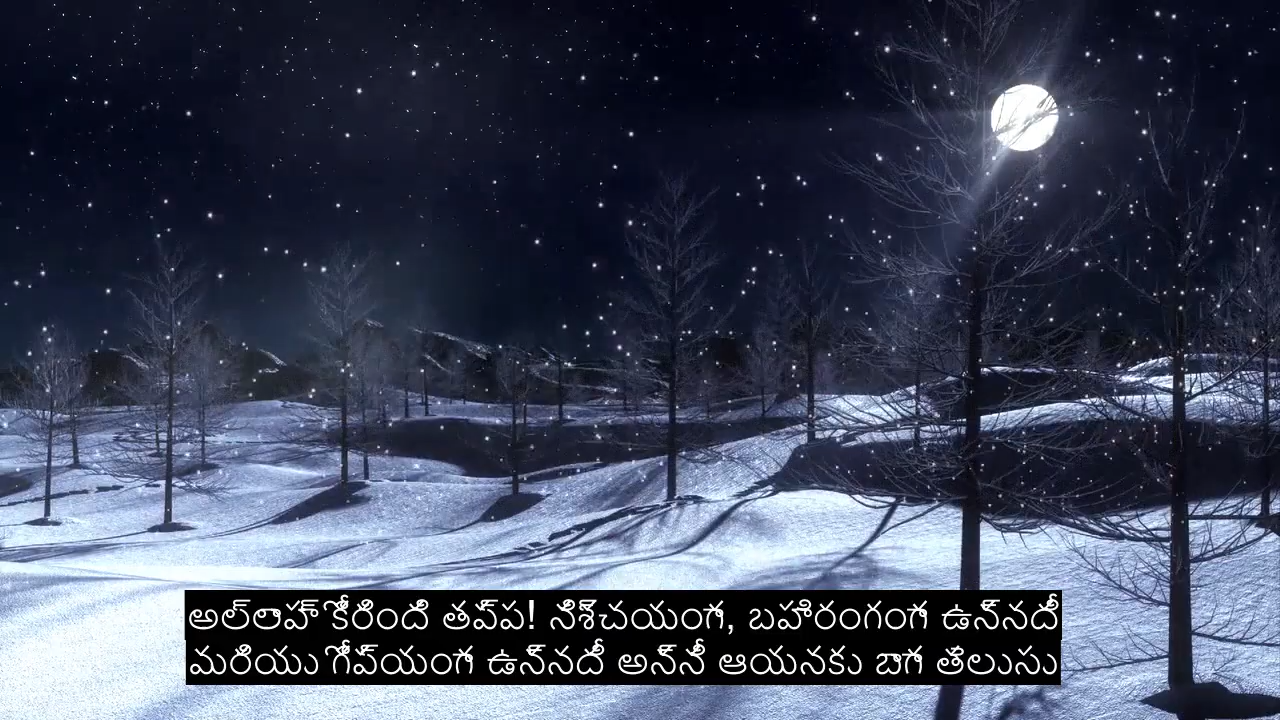 అల్లాహ్ కోరింది తప్ప! నిశ్చయంగా, బహిరంగంగా ఉన్నదీ
మరియు గోప్యంగా ఉన్నదీ అన్నీ ఆయనకు బాగా తెలుసు